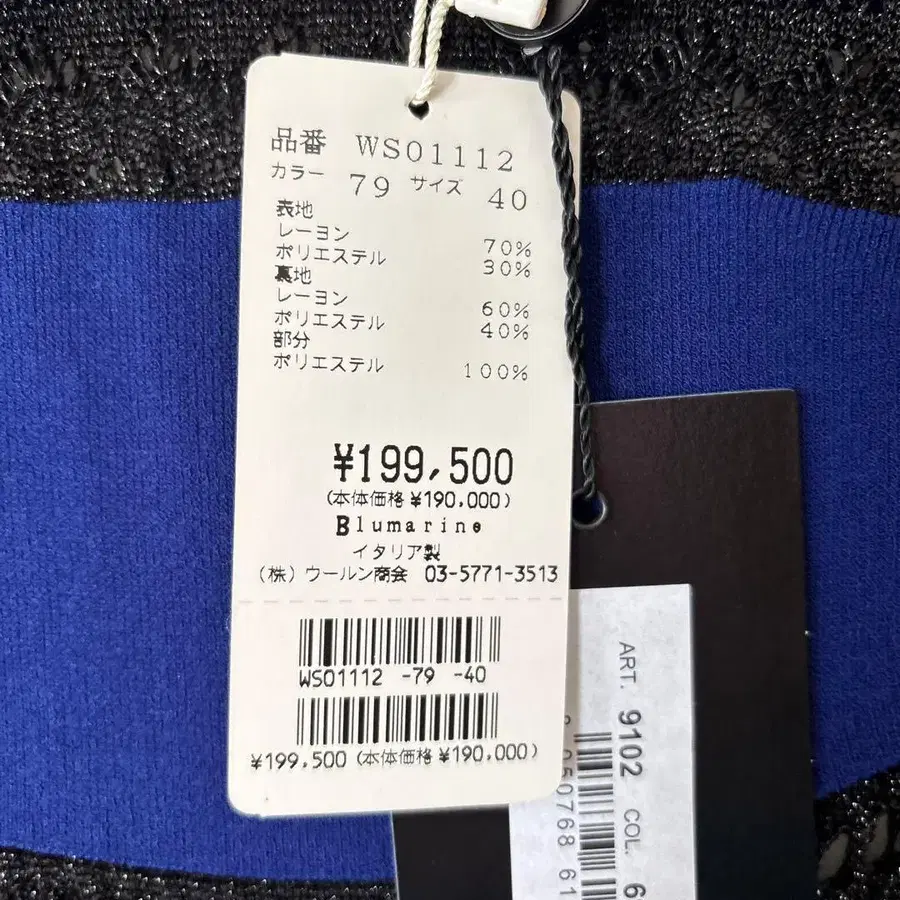 品番 WS01112
カラー 79 サイズ 40
表地
レーヨン 70%
ポリエステル 30%
裏地
レーヨン 60%
ポリエステル 40%
部分
ポリエステル 100%
¥199,500
(本体価格 ¥190,000)
Blumarine
イタリア製
(株) ウールン商会 03-5771-3513
WS01112 -79 -40
¥199,500 (本体価格 ¥190,000)
ART. 9102 COL. 6
050768 61